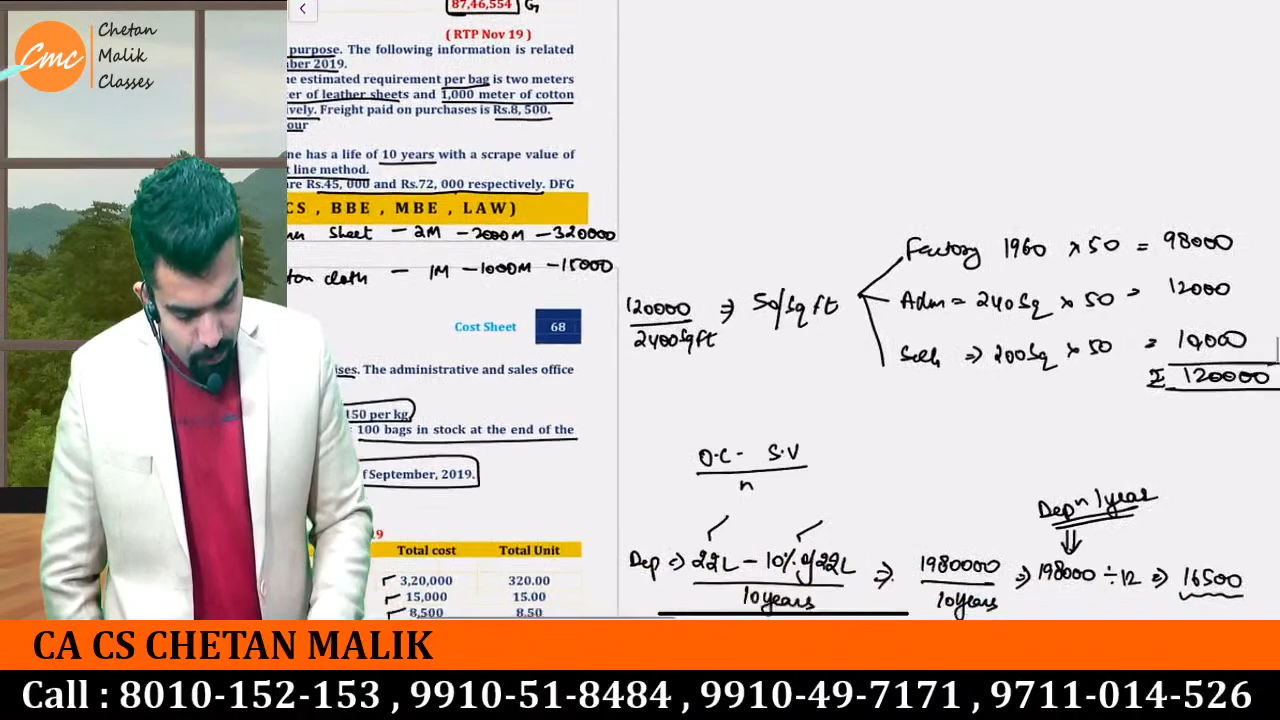 Cmc
Chetan
Malik
Classes
87,46,554
( RTP Nov 19 )
purpose. The following information is related
ber 2019.
ne estimated requirement per bag is two meters
er of leather sheets and 1,000 meter of cotton
vely. Freight paid on purchases is Rs.8, 500.
our
ne has a life of 10 years with a scrape value of
t line method.
re Rs.45, 000 and Rs.72, 000 respectively. DFG
CS , BBE , MBE , LAW)
Sheet - 2M - 2000M - 320000
ton cloth - 1M - 1000M - 15000
Cost Sheet 68
ises. The administrative and sales office
150 per kg.
100 bags in stock at the end of the
f September, 2019.
19
Total cost Total Unit
3,20,000 320.00
15,000 15.00
8,500 8.50
Factory 1960 × 50 = 98000
120000 / 2400 Sq ft ⇒ 50/Sq ft
Adm = 240 Sq × 50 = 12000
Sell ⇒ 200 Sq × 50 = 10000
Σ 120000
O.C - S.V
n
Depn 1 year
Dep ⇒ 22L - 10% of 22L ⇒ 1980000 ⇒ 198000 ÷ 12 ⇒ 16500
10 years 10 years
CA CS CHETAN MALIK
Call : 8010-152-153 , 9910-51-8484 , 9910-49-7171 , 9711-014-526